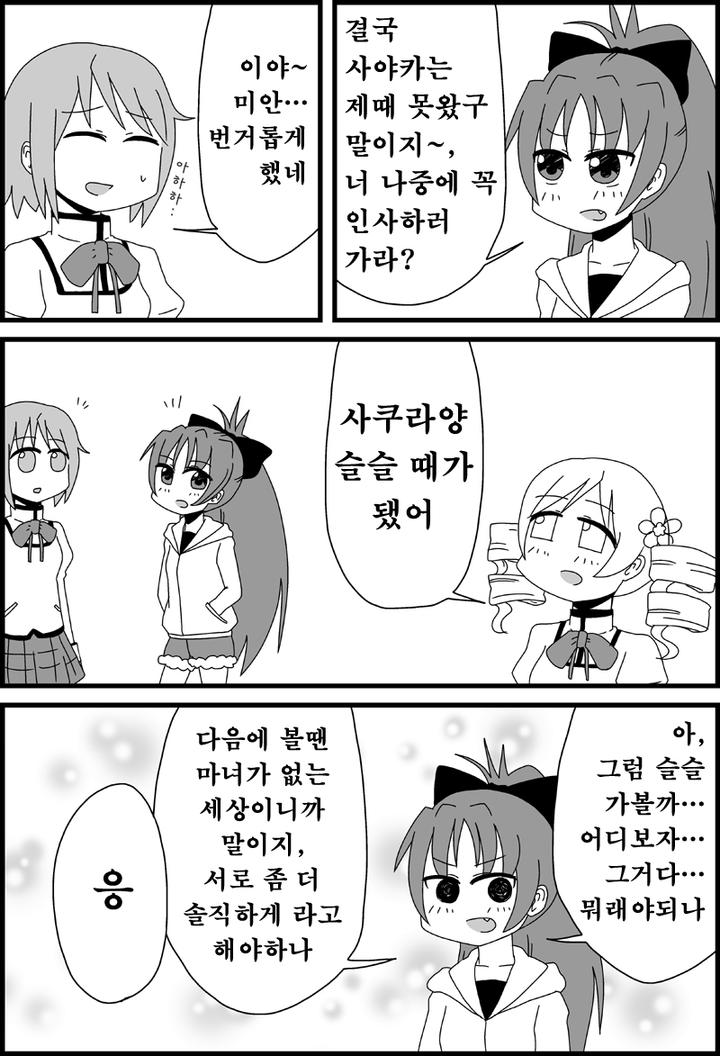 결국
사야카는
제때 못왔구
말이지~,
너 나중에 꼭
인사하러
가라?
이야~
미안…
번거롭게
했네
아하하…
사쿠라양
슬슬 때가
됐어
아,
그럼 슬슬
가볼까…
어디보자…
그거다…
뭐래야되나
다음에 볼땐
마녀가 없는
세상이니까
말이지,
서로 좀 더
솔직하게 라고
해야하나
응